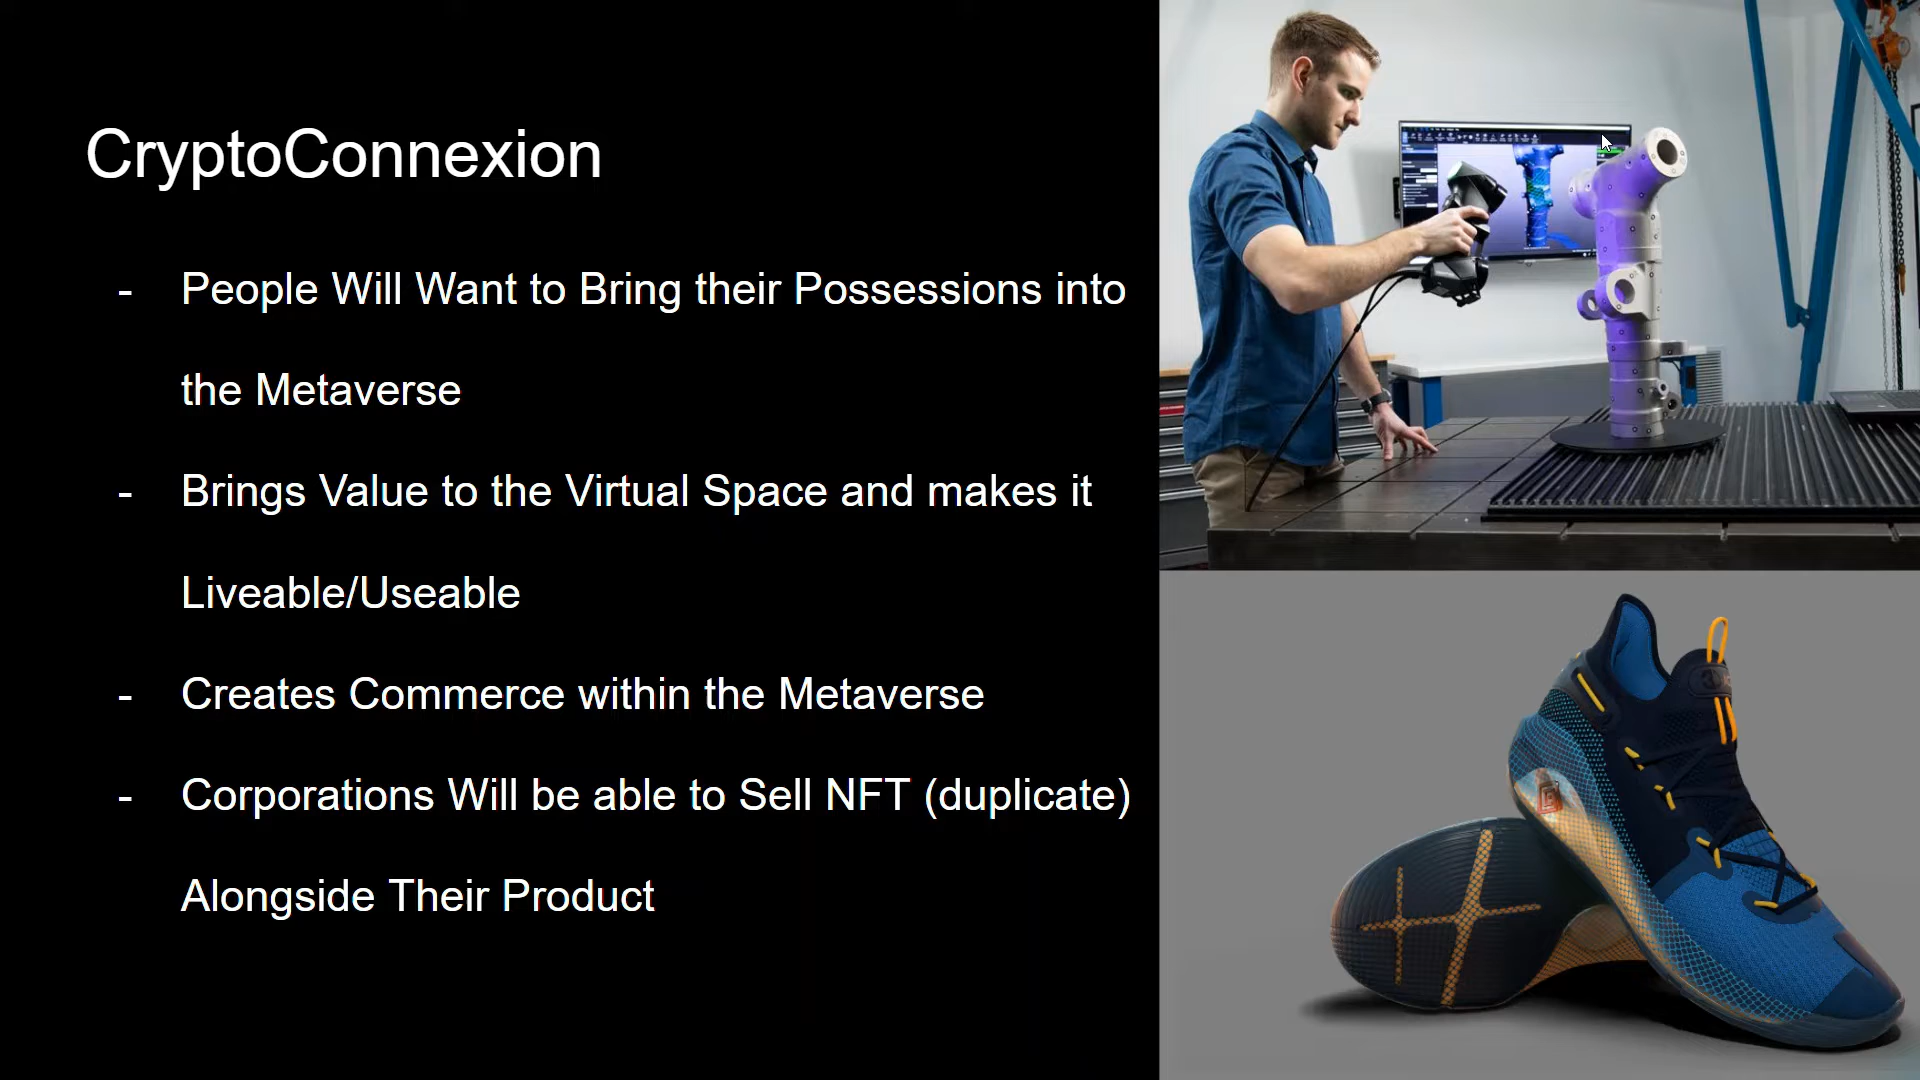 CryptoConnexion
- People Will Want to Bring their Possessions into
the Metaverse
- Brings Value to the Virtual Space and makes it
Liveable/Useable
- Creates Commerce within the Metaverse
- Corporations Will be able to Sell NFT (duplicate)
Alongside Their Product